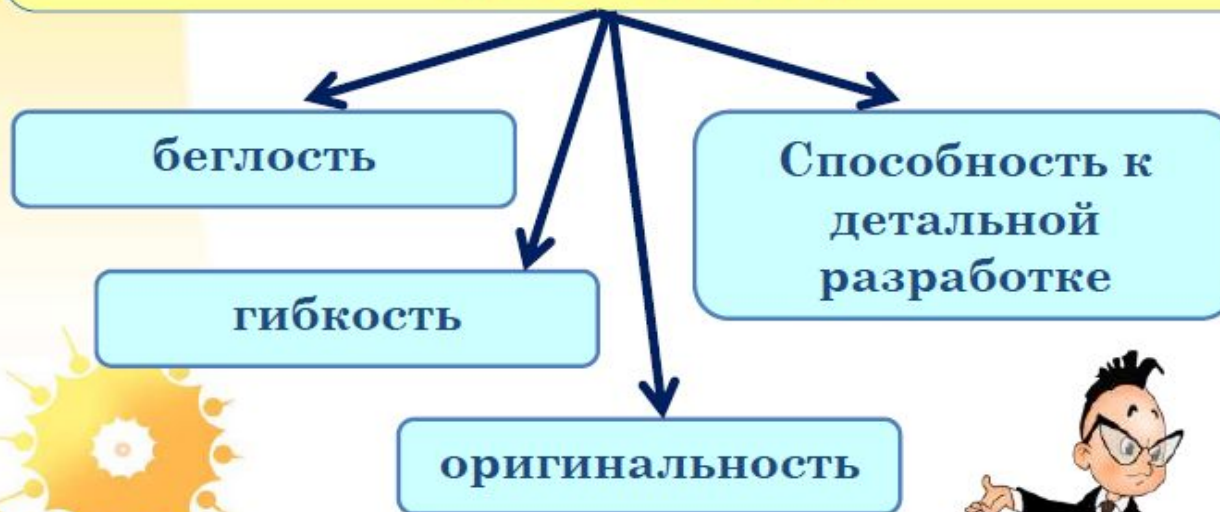 беглость
Способность к
детальной
разработке
гибкость
оригинальность